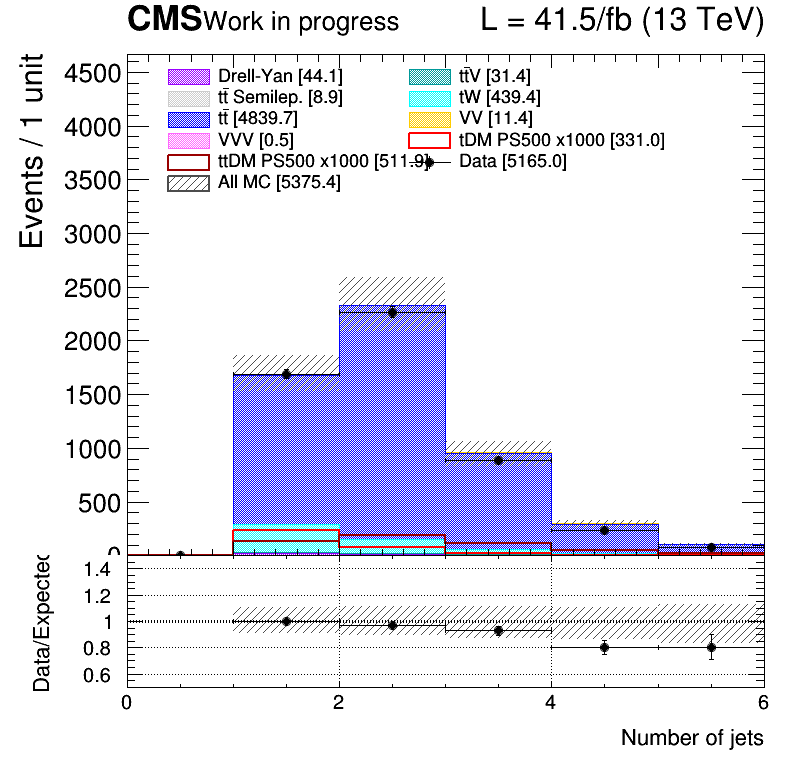 CMS Work in progress L = 41.5/fb (13 TeV)
Events / 1 unit
4500
4000
3500
3000
2500
2000
1500
1000
500
0
Drell-Yan [44.1] tt̄V [31.4]
tt̄ Semilep. [8.9] tW [439.4]
tt̄ [4839.7] VV [11.4]
VVV [0.5] tDM PS500 x1000 [331.0]
ttDM PS500 x1000 [511.9] Data [5165.0]
All MC [5375.4]
Data/Expected
1.4
1.2
1
0.8
0.6
0 2 4 6
Number of jets